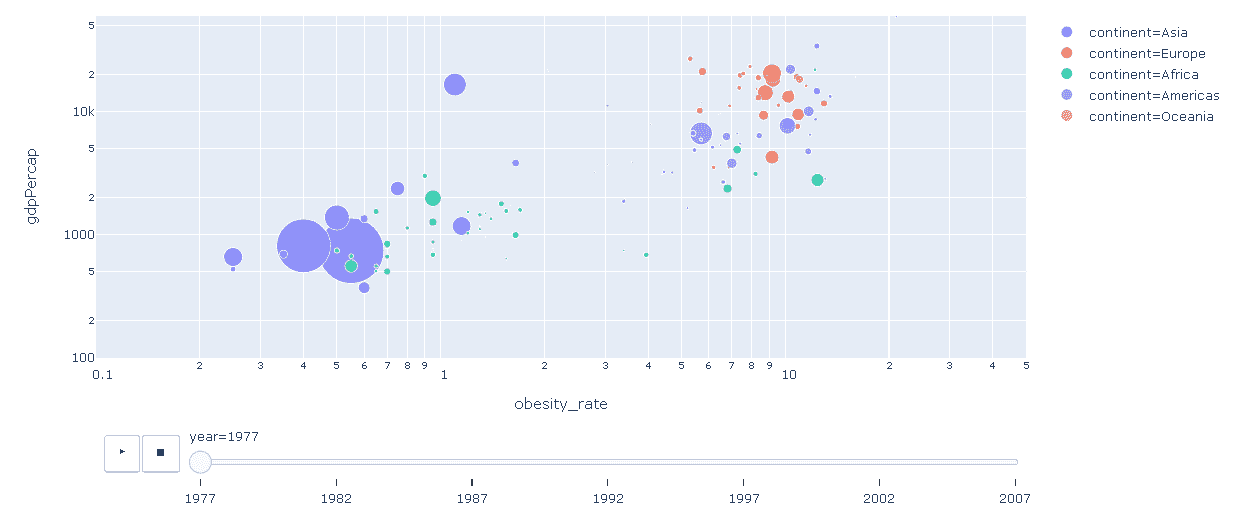 5
continent=Asia
continent=Europe
2
continent=Africa
continent=Americas
10k
continent=Oceania
5
gdpPercap
2
1000
5
2
100
2 3 4 5 6 7 8 9 2 3 4 5 6 7 8 9 2 3 4 5
0.1 1 10
obesity_rate
year=1977
1977 1982 1987 1992 1997 2002 2007